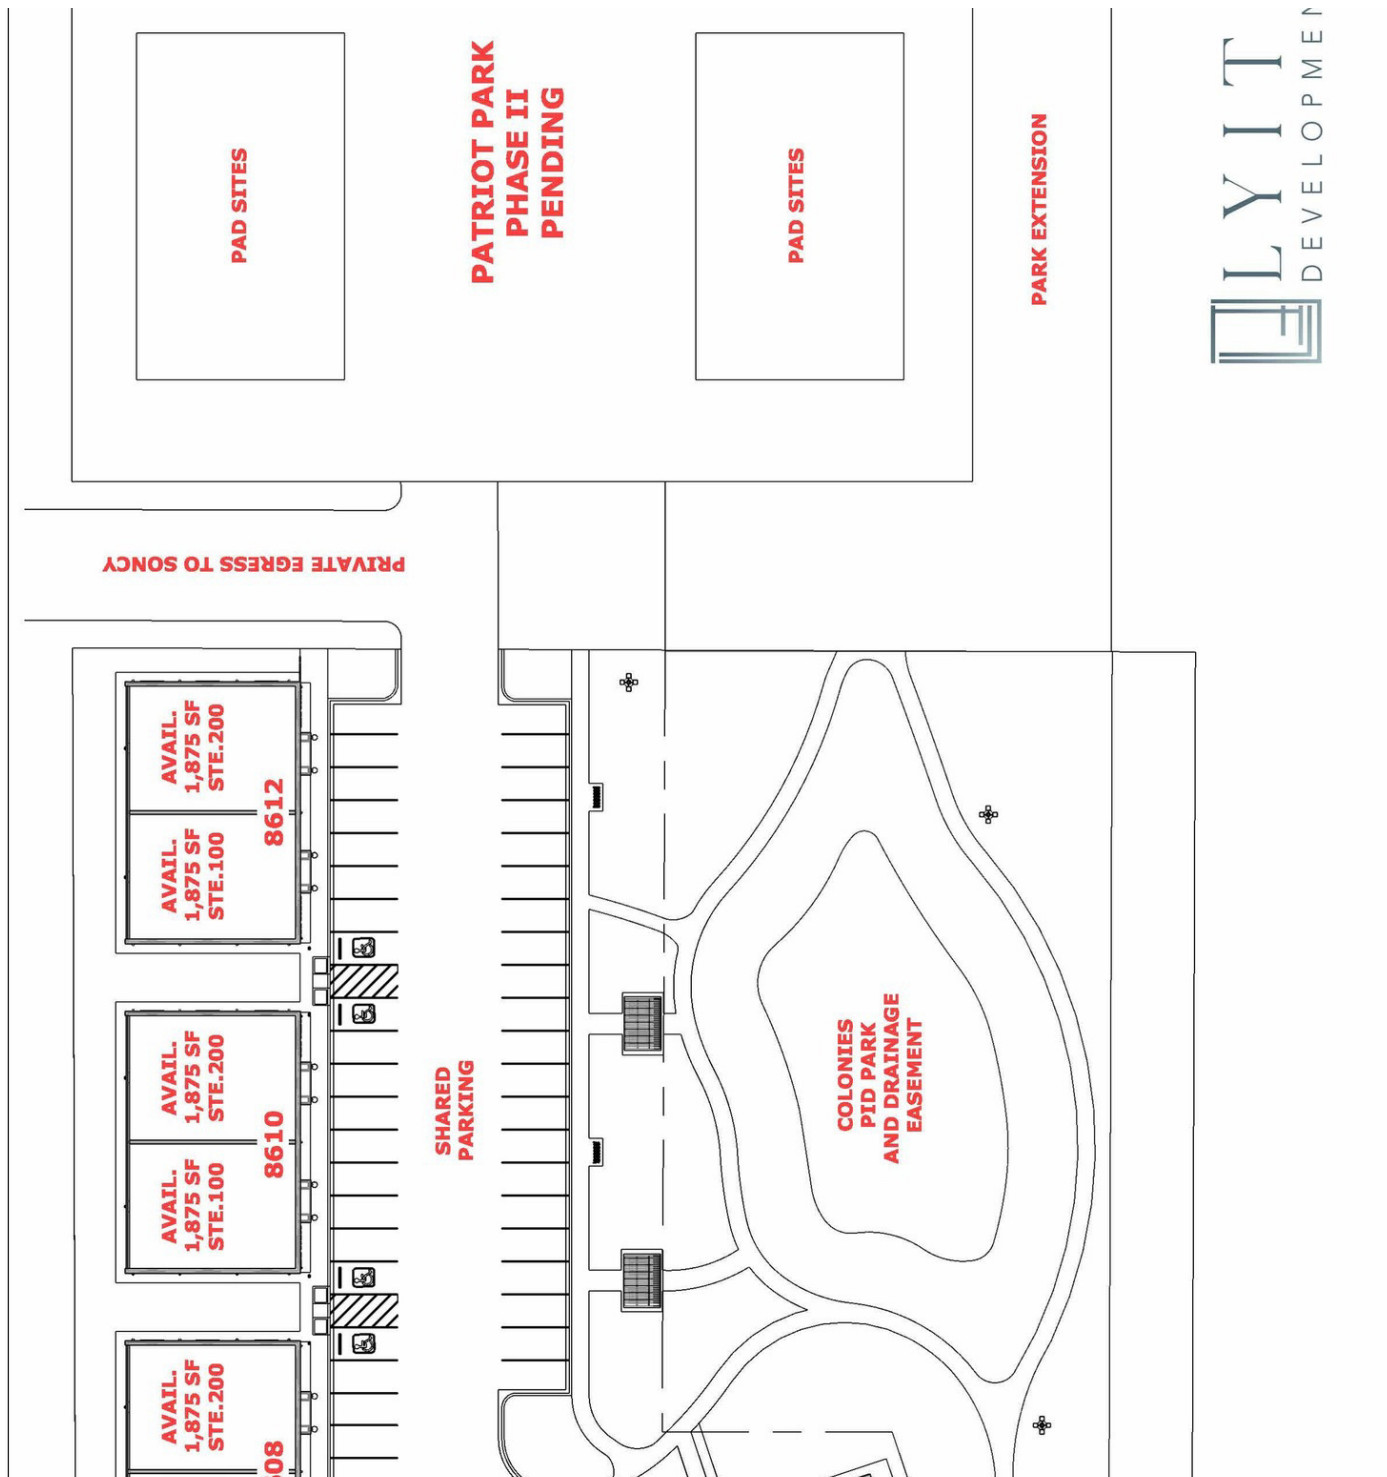 PAD SITES
PATRIOT PARK
PHASE II
PENDING
PAD SITES
PARK EXTENSION
LYIT
DEVELOPMEN
PRIVATE EGRESS TO SONCY
AVAIL.
1,875 SF
STE.200
8612
AVAIL.
1,875 SF
STE.100
AVAIL.
1,875 SF
STE.200
8610
AVAIL.
1,875 SF
STE.100
SHARED
PARKING
COLONIES
PID PARK
AND DRAINAGE
EASEMENT
AVAIL.
1,875 SF
STE.200
08